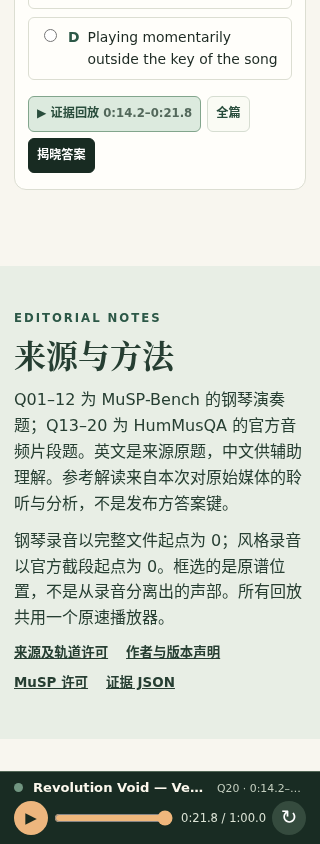 D Playing momentarily
outside the key of the song
▶ 证据回放 0:14.2–0:21.8 全篇
揭晓答案
EDITORIAL NOTES
来源与方法
Q01–12 为 MuSP-Bench 的钢琴演奏
题；Q13–20 为 HumMusQA 的官方音
频片段题。英文是来源原题，中文供辅助
理解。参考解读来自本次对原始媒体的聆
听与分析，不是发布方答案键。
钢琴录音以完整文件起点为 0；风格录音
以官方截段起点为 0。框选的是原谱位
置，不是从录音分离出的声部。所有回放
共用一个原速播放器。
来源及轨道许可 作者与版本声明
MuSP 许可 证据 JSON
Revolution Void — Ve… Q20 · 0:14.2–…
▶ 0:21.8 / 1:00.0 ↻